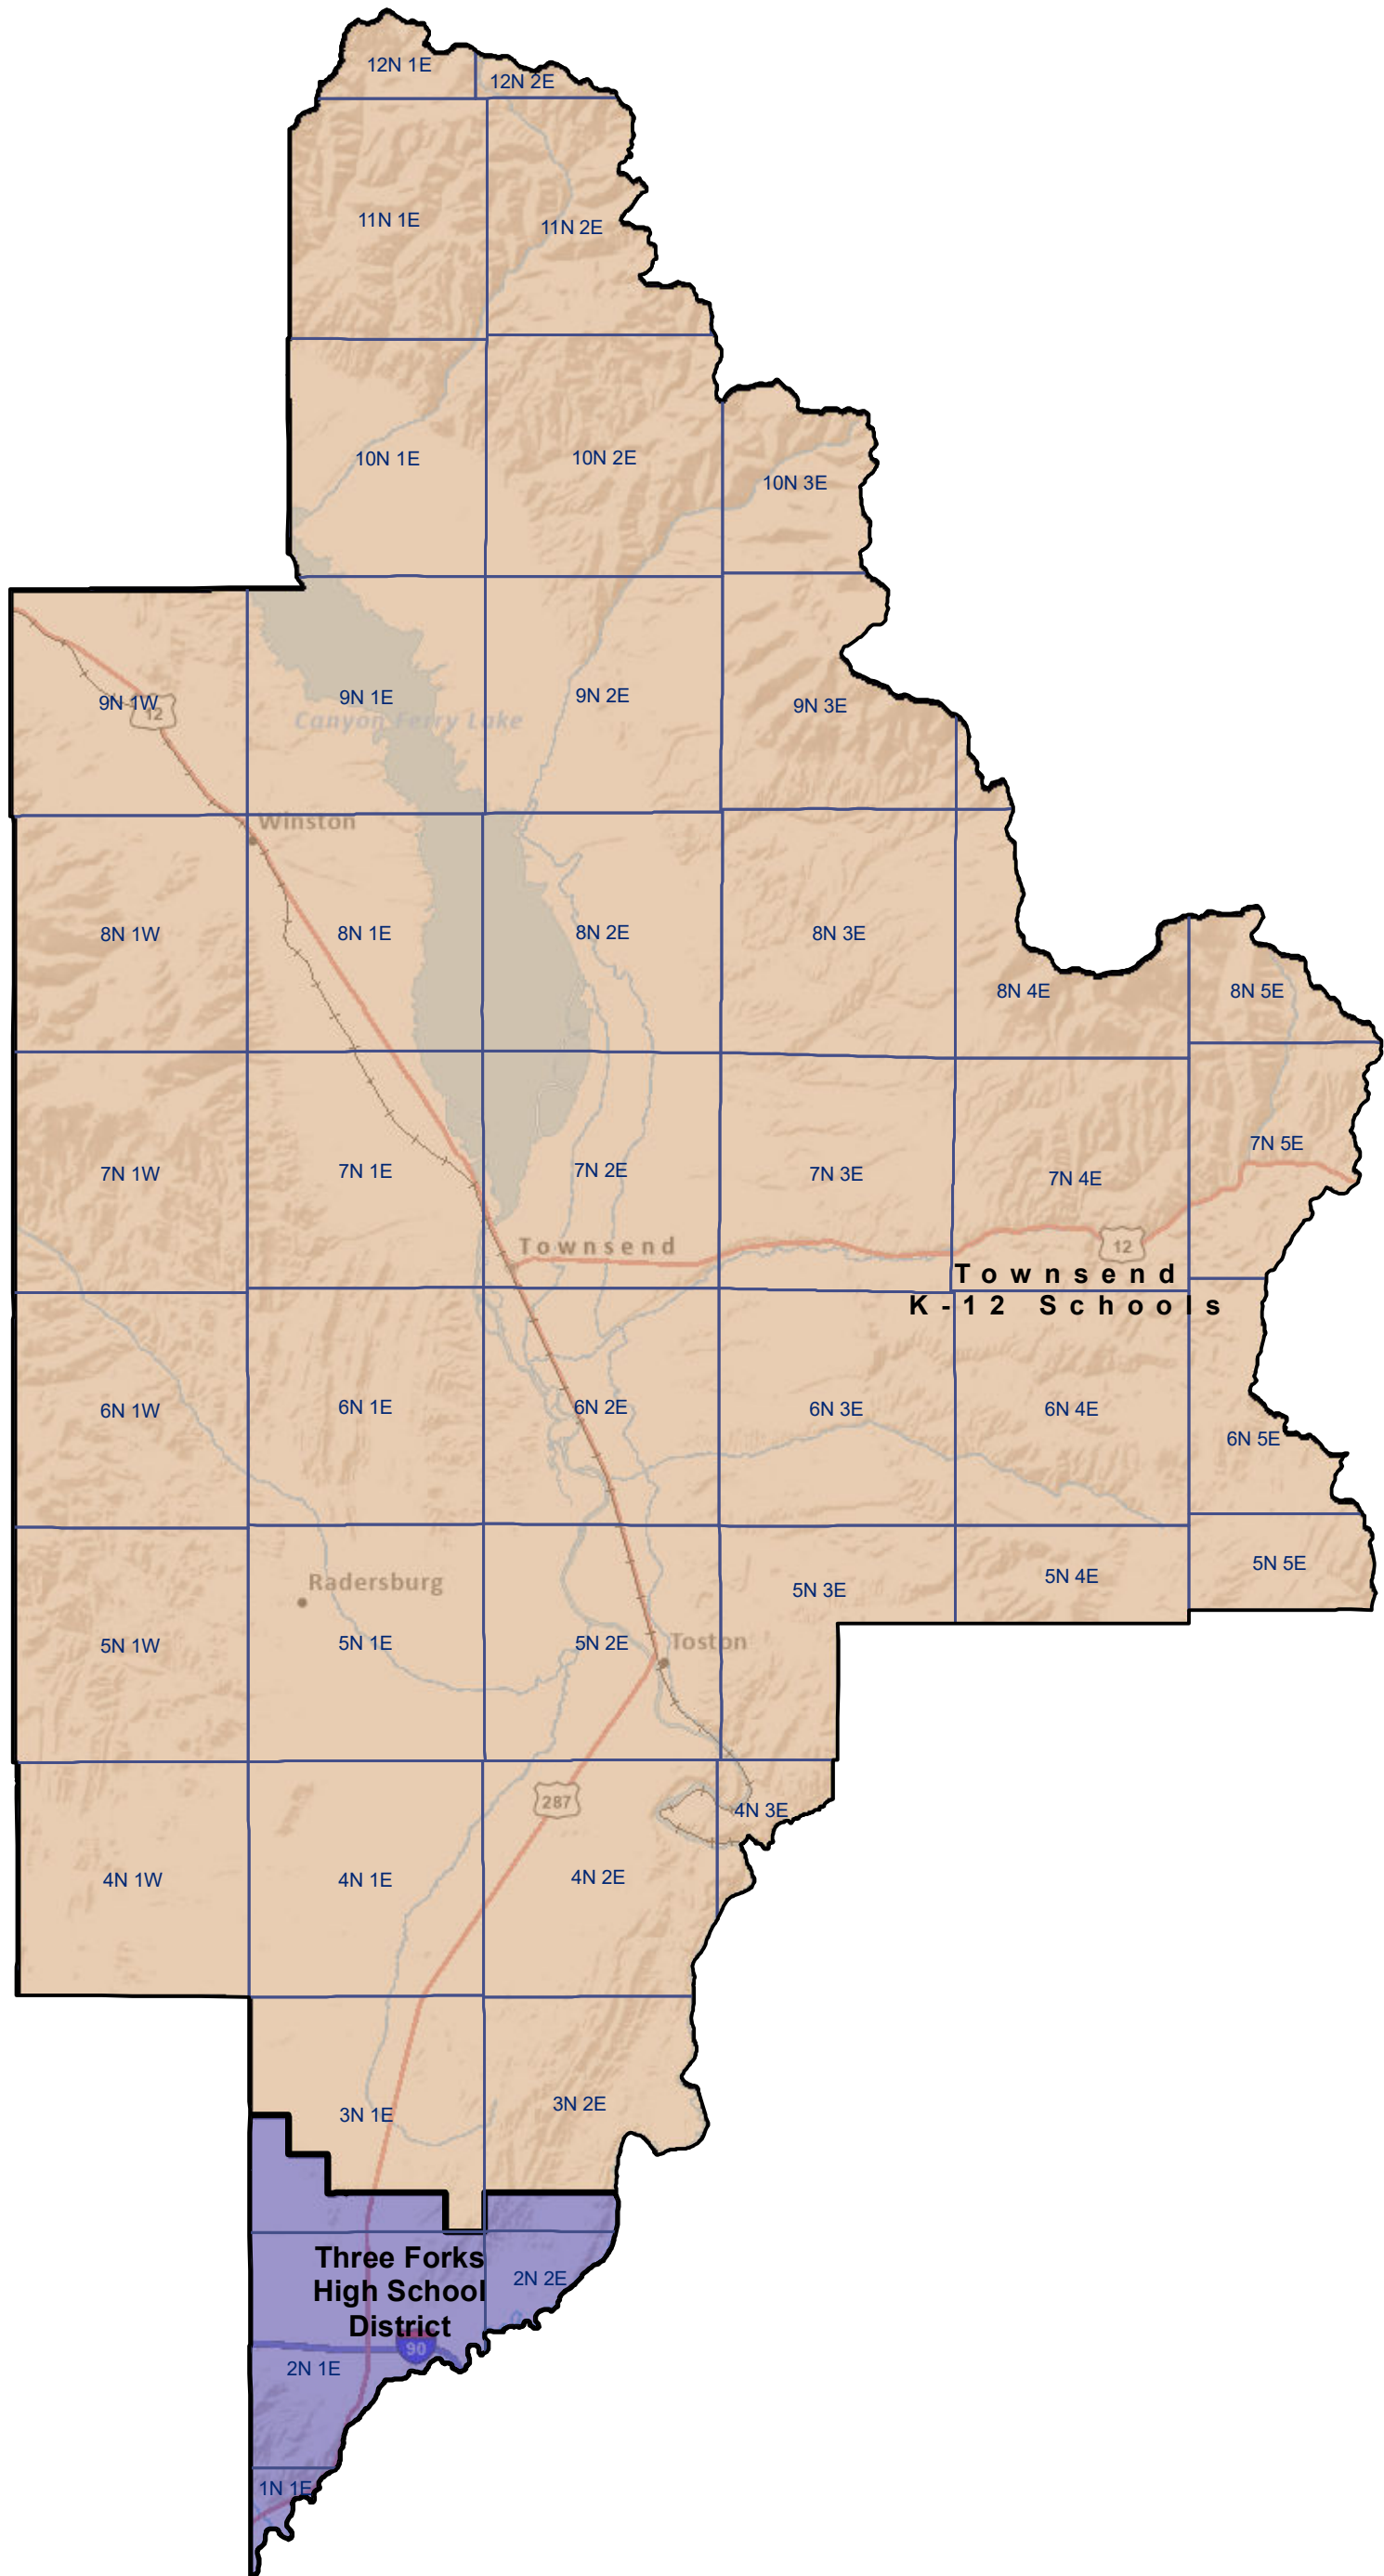 12N 1E
12N 2E
11N 1E
11N 2E
10N 1E
10N 2E
10N 3E
9N 1W
12
9N 1E
Canyon Ferry Lake
9N 2E
9N 3E
Winston
8N 1W
8N 1E
8N 2E
8N 3E
8N 4E
8N 5E
7N 1W
7N 1E
7N 2E
7N 3E
7N 4E
7N 5E
Townsend
12
Townsend
K-12 Schools
6N 1W
6N 1E
6N 2E
6N 3E
6N 4E
6N 5E
Radersburg
5N 1W
5N 1E
5N 2E
Toston
5N 3E
5N 4E
5N 5E
287
4N 3E
4N 1W
4N 1E
4N 2E
3N 1E
3N 2E
Three Forks
High School
District
2N 2E
90
2N 1E
1N 1E